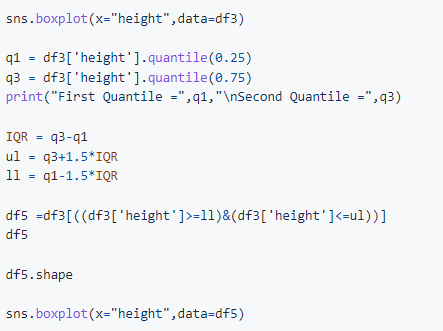 sns.boxplot(x="height",data=df3)
q1 = df3['height'].quantile(0.25)
q3 = df3['height'].quantile(0.75)
print("First Quantile =",q1,"\nSecond Quantile =",q3)
IQR = q3-q1
ul = q3+1.5*IQR
ll = q1-1.5*IQR
df5 =df3[((df3['height']>=ll)&(df3['height']<=ul))]
df5
df5.shape
sns.boxplot(x="height",data=df5)